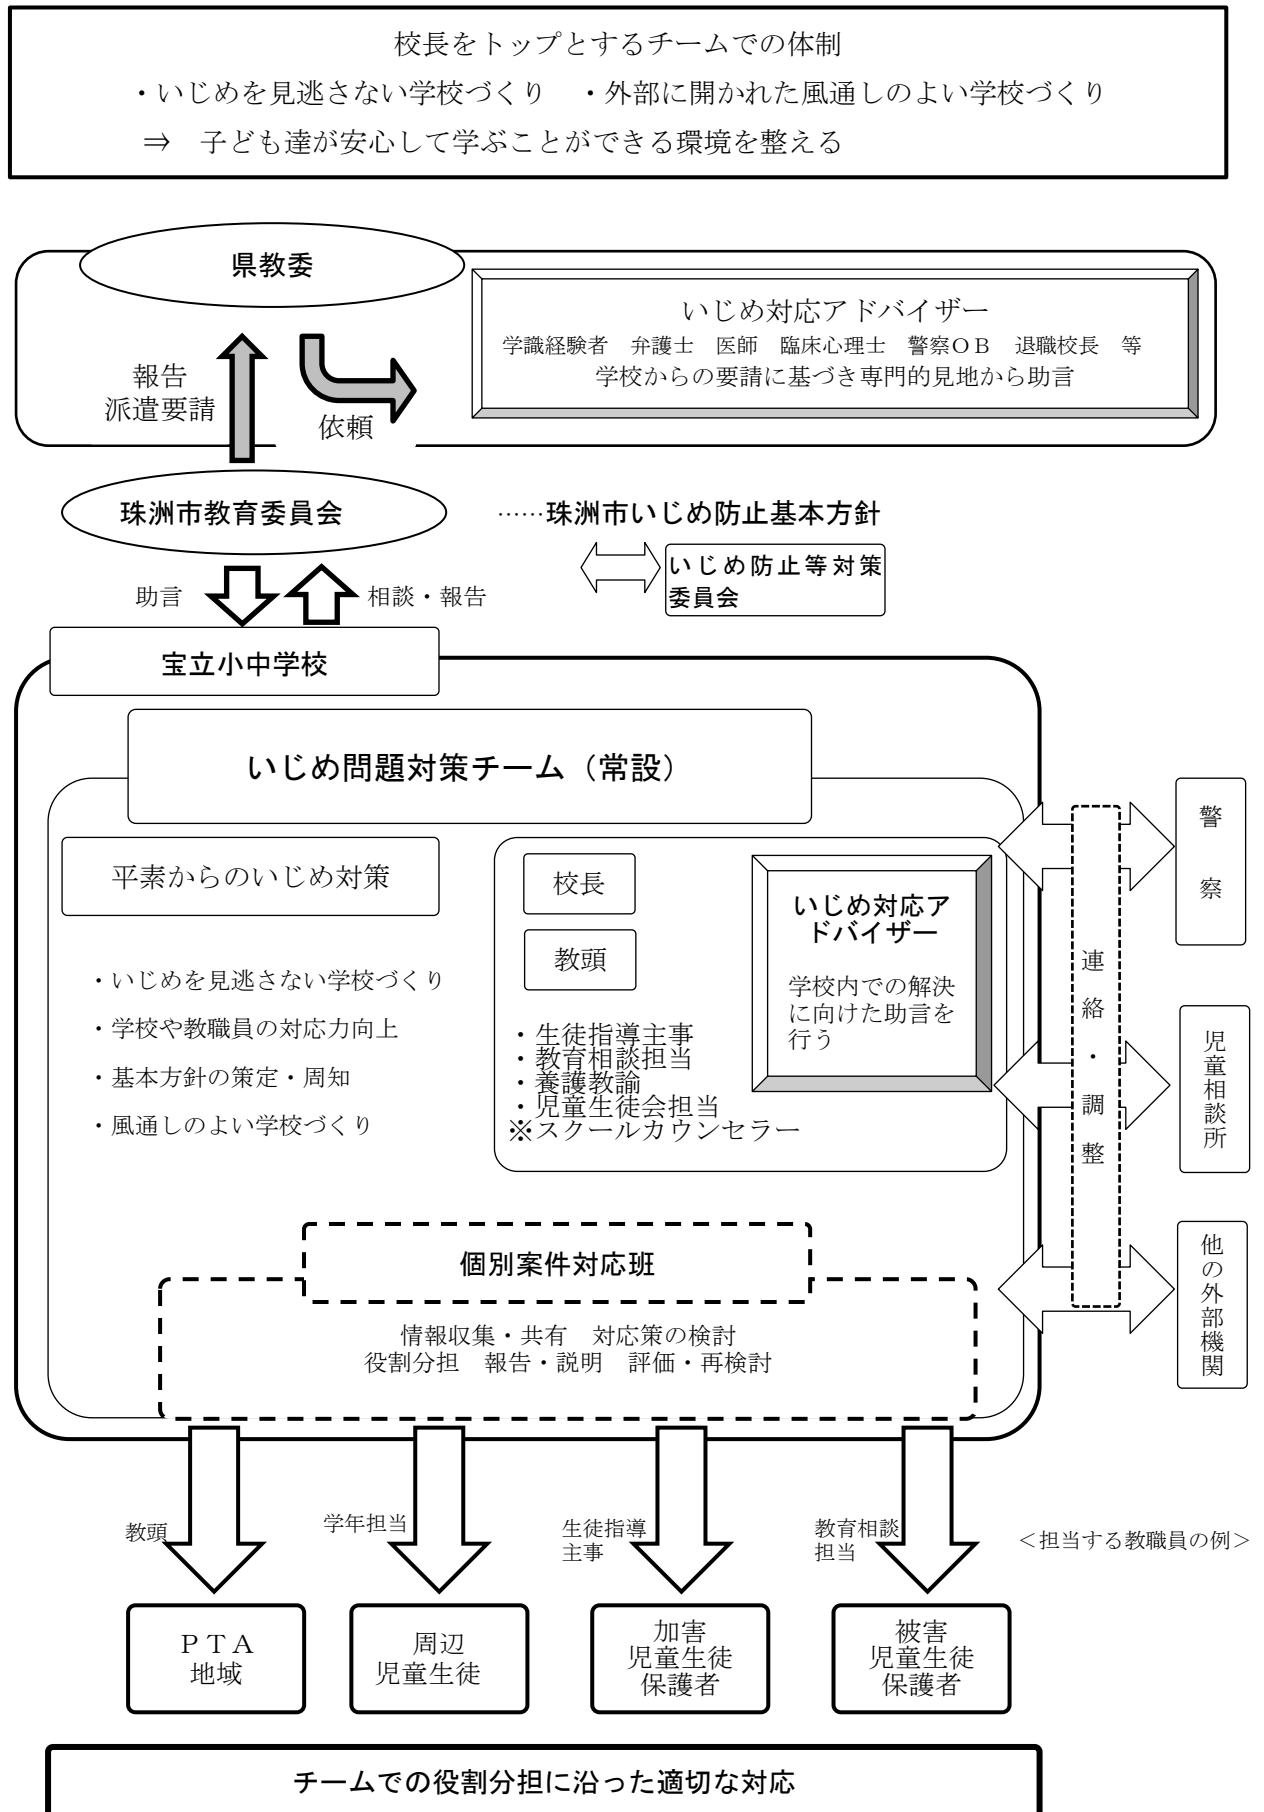 校長をトップとするチームでの体制
・いじめを見逃さない学校づくり　・外部に開かれた風通しのよい学校づくり
⇒　子ども達が安心して学ぶことができる環境を整える
県教委
いじめ対応アドバイザー
学識経験者　弁護士　医師　臨床心理士　警察ＯＢ　退職校長　等
学校からの要請に基づき専門的見地から助言
報告
派遣要請
依頼
珠洲市教育委員会
……珠洲市いじめ防止基本方針
いじめ防止等対策
委員会
助言
相談・報告
宝立小中学校
いじめ問題対策チーム（常設）
平素からのいじめ対策
・いじめを見逃さない学校づくり
・学校や教職員の対応力向上
・基本方針の策定・周知
・風通しのよい学校づくり
校長
教頭
・生徒指導主事
・教育相談担当
・養護教諭
・児童生徒会担当
※スクールカウンセラー
いじめ対応ア
ドバイザー
学校内での解決
に向けた助言を
行う
連絡・調整
警察
児童相談所
他の外部機関
個別案件対応班
情報収集・共有　対応策の検討
役割分担　報告・説明　評価・再検討
教頭
学年担当
生徒指導
主事
教育相談
担当
＜担当する教職員の例＞
ＰＴＡ
地域
周辺
児童生徒
加害
児童生徒
保護者
被害
児童生徒
保護者
チームでの役割分担に沿った適切な対応